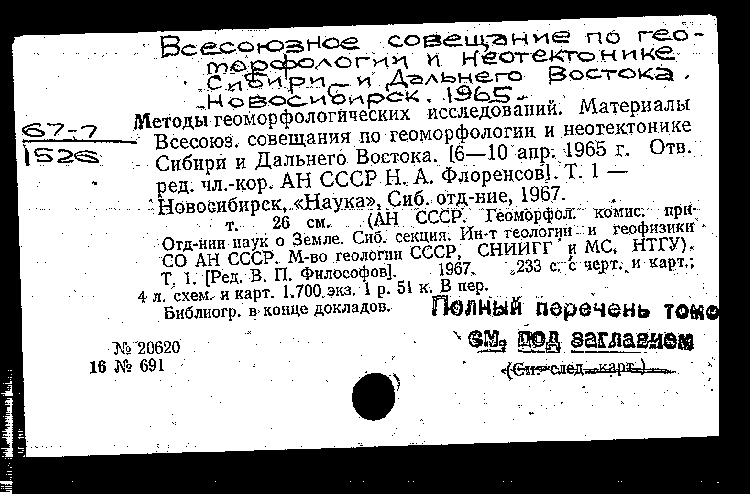 Всесоюзное совещание по гео-
морфологии и неотектонике
Сибири и Дальнего Востока.
Новосибирск. 1965
67-7
1526
Методы геоморфологических исследований. Материалы
Всесоюз. совещания по геоморфологии и неотектонике
Сибири и Дальнего Востока. [6—10 апр. 1965 г. Отв.
ред. чл.-кор. АН СССР Н. А. Флоренсов]. Т. 1 —
Новосибирск, «Наука», Сиб. отд-ние, 1967.
т. 26 см. (АН СССР. Геоморфол. комис. при
Отд-нии наук о Земле. Сиб. секция. Ин-т геологии и геофизики
СО АН СССР. М-во геологии СССР, СНИИГГ и МС, НТГУ).
Т. 1. [Ред. В. П. Философов]. 1967. 233 с. с черт. и карт.;
4 л. схем. и карт. 1.700 экз. 1 р. 51 к. В пер.
Библиогр. в конце докладов.
Полный перечень томо
см. под заглавием
(См. след. карт.)
№ 20620
16 № 691